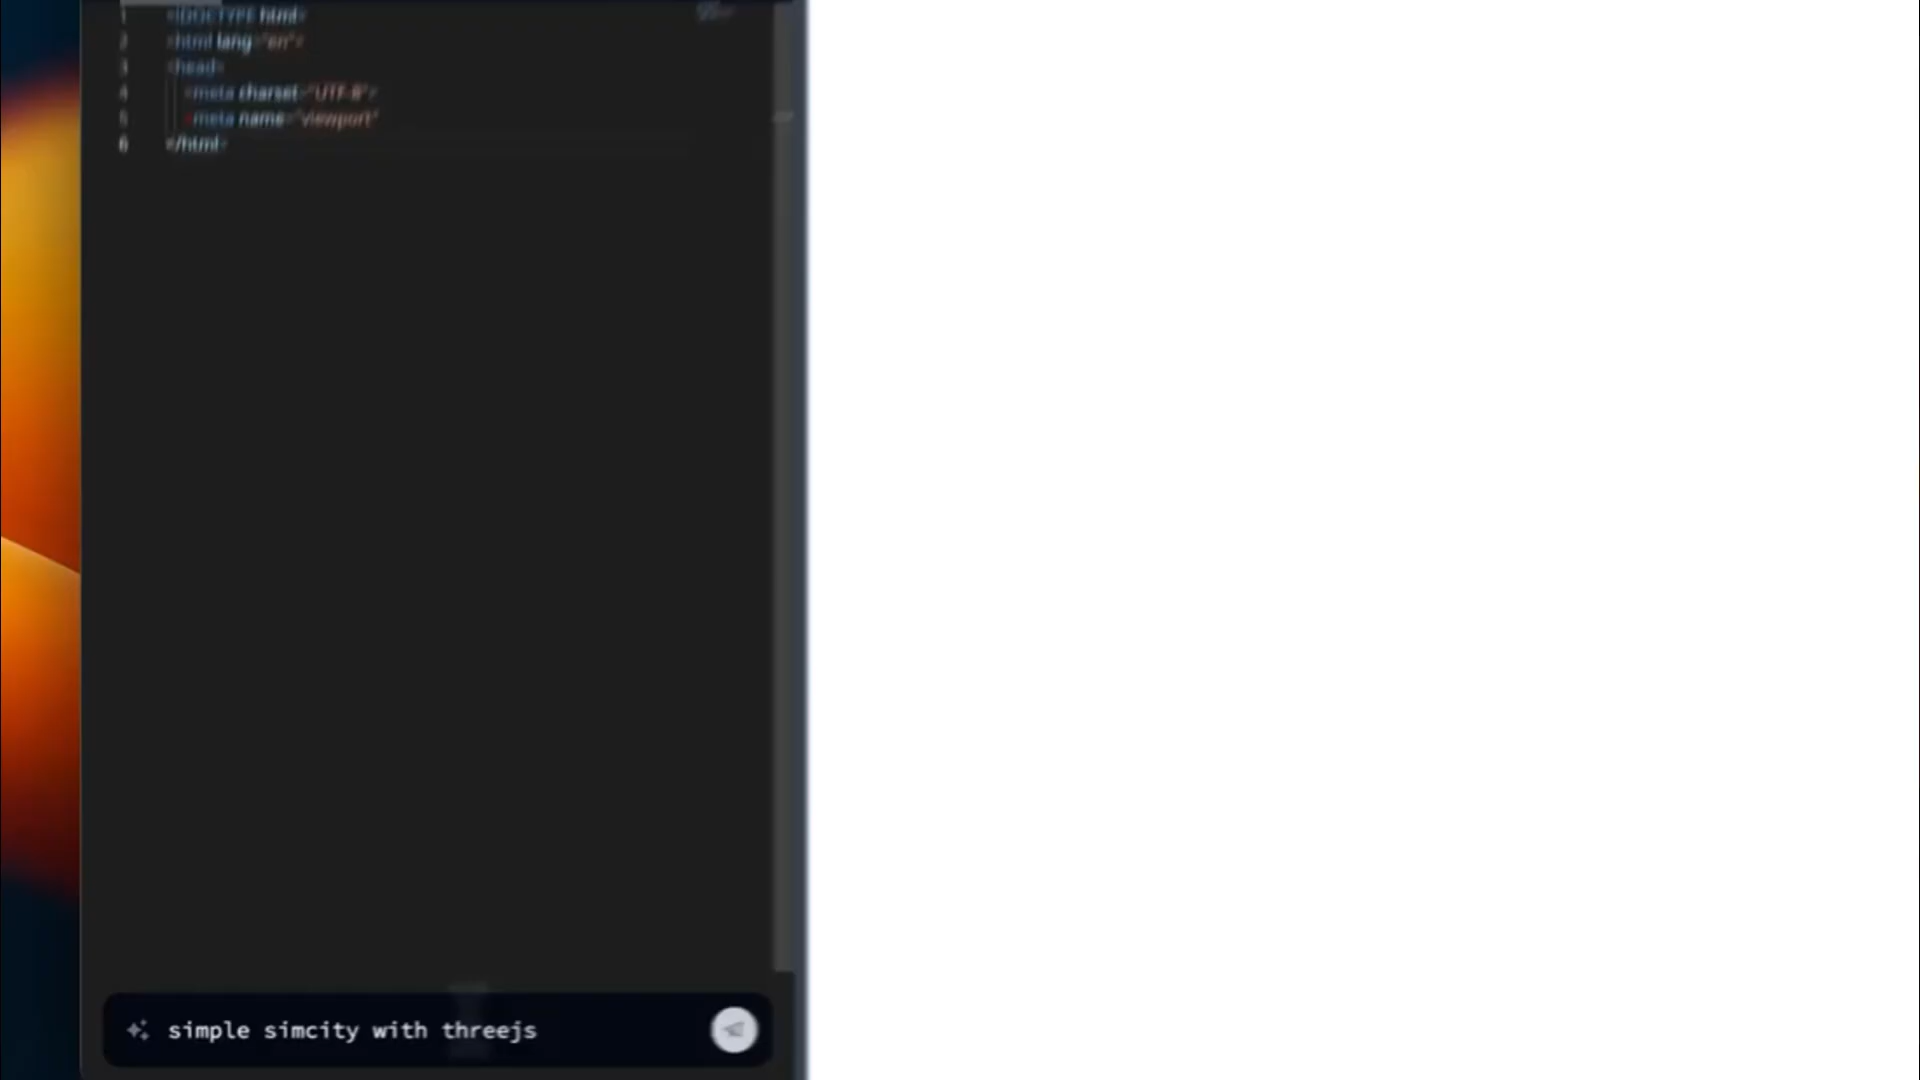 1 <!DOCTYPE html>
2 <html lang="en">
3 <head>
4 <meta charset="UTF-8">
5 <meta name="viewport"
6 </html>
simple simcity with threejs